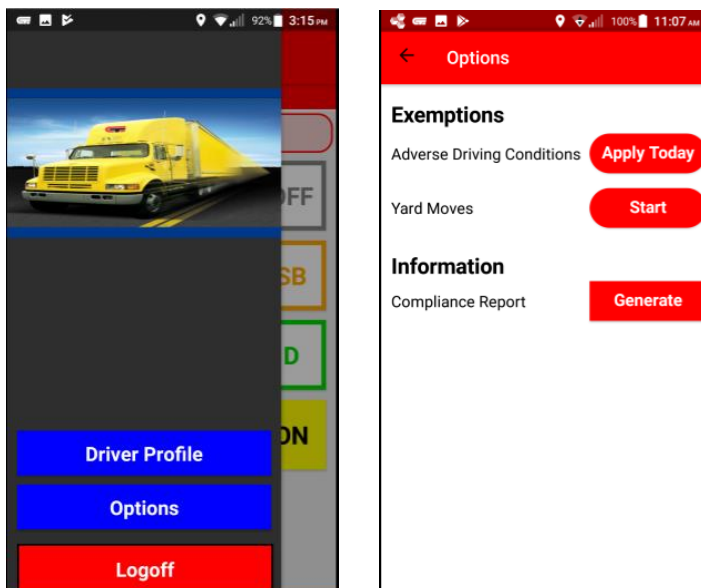 92% 3:15 PM
OFF
SB
D
ON
Driver Profile
Options
Logoff
100% 11:07 AM
Options
Exemptions
Adverse Driving Conditions Apply Today
Yard Moves Start
Information
Compliance Report Generate